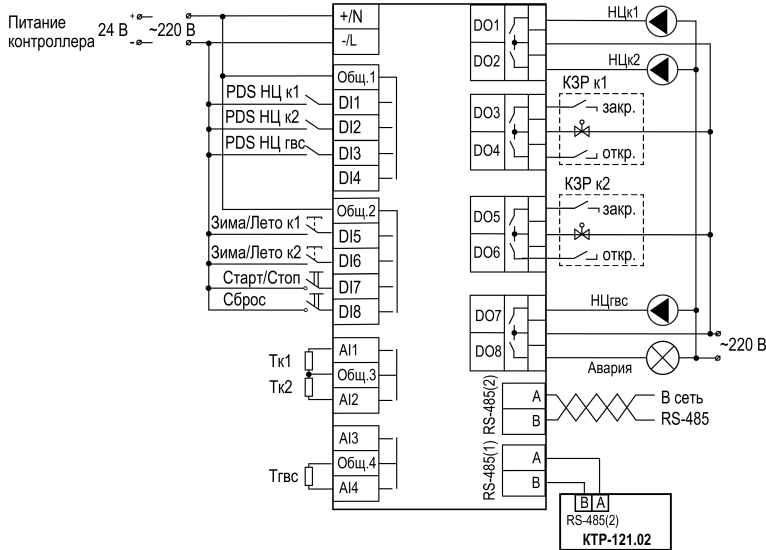 Питание
контроллера
24 В
~220 В
+
-
+/N
-/L
Общ.1
PDS НЦ к1
DI1
PDS НЦ к2
DI2
PDS НЦ гвс
DI3
DI4
Общ.2
Зима/Лето к1
DI5
Зима/Лето к2
DI6
Старт/Стоп
DI7
Сброс
DI8
Тк1
AI1
Общ.3
Тк2
AI2
AI3
Общ.4
Тгвс
AI4
DO1
НЦк1
DO2
НЦк2
КЗР к1
DO3
закр.
DO4
откр.
КЗР к2
DO5
закр.
DO6
откр.
DO7
НЦгвс
DO8
Авария
~220 В
RS-485(2)
A
B
В сеть
RS-485
RS-485(1)
A
B
B A
RS-485(2)
КТР-121.02